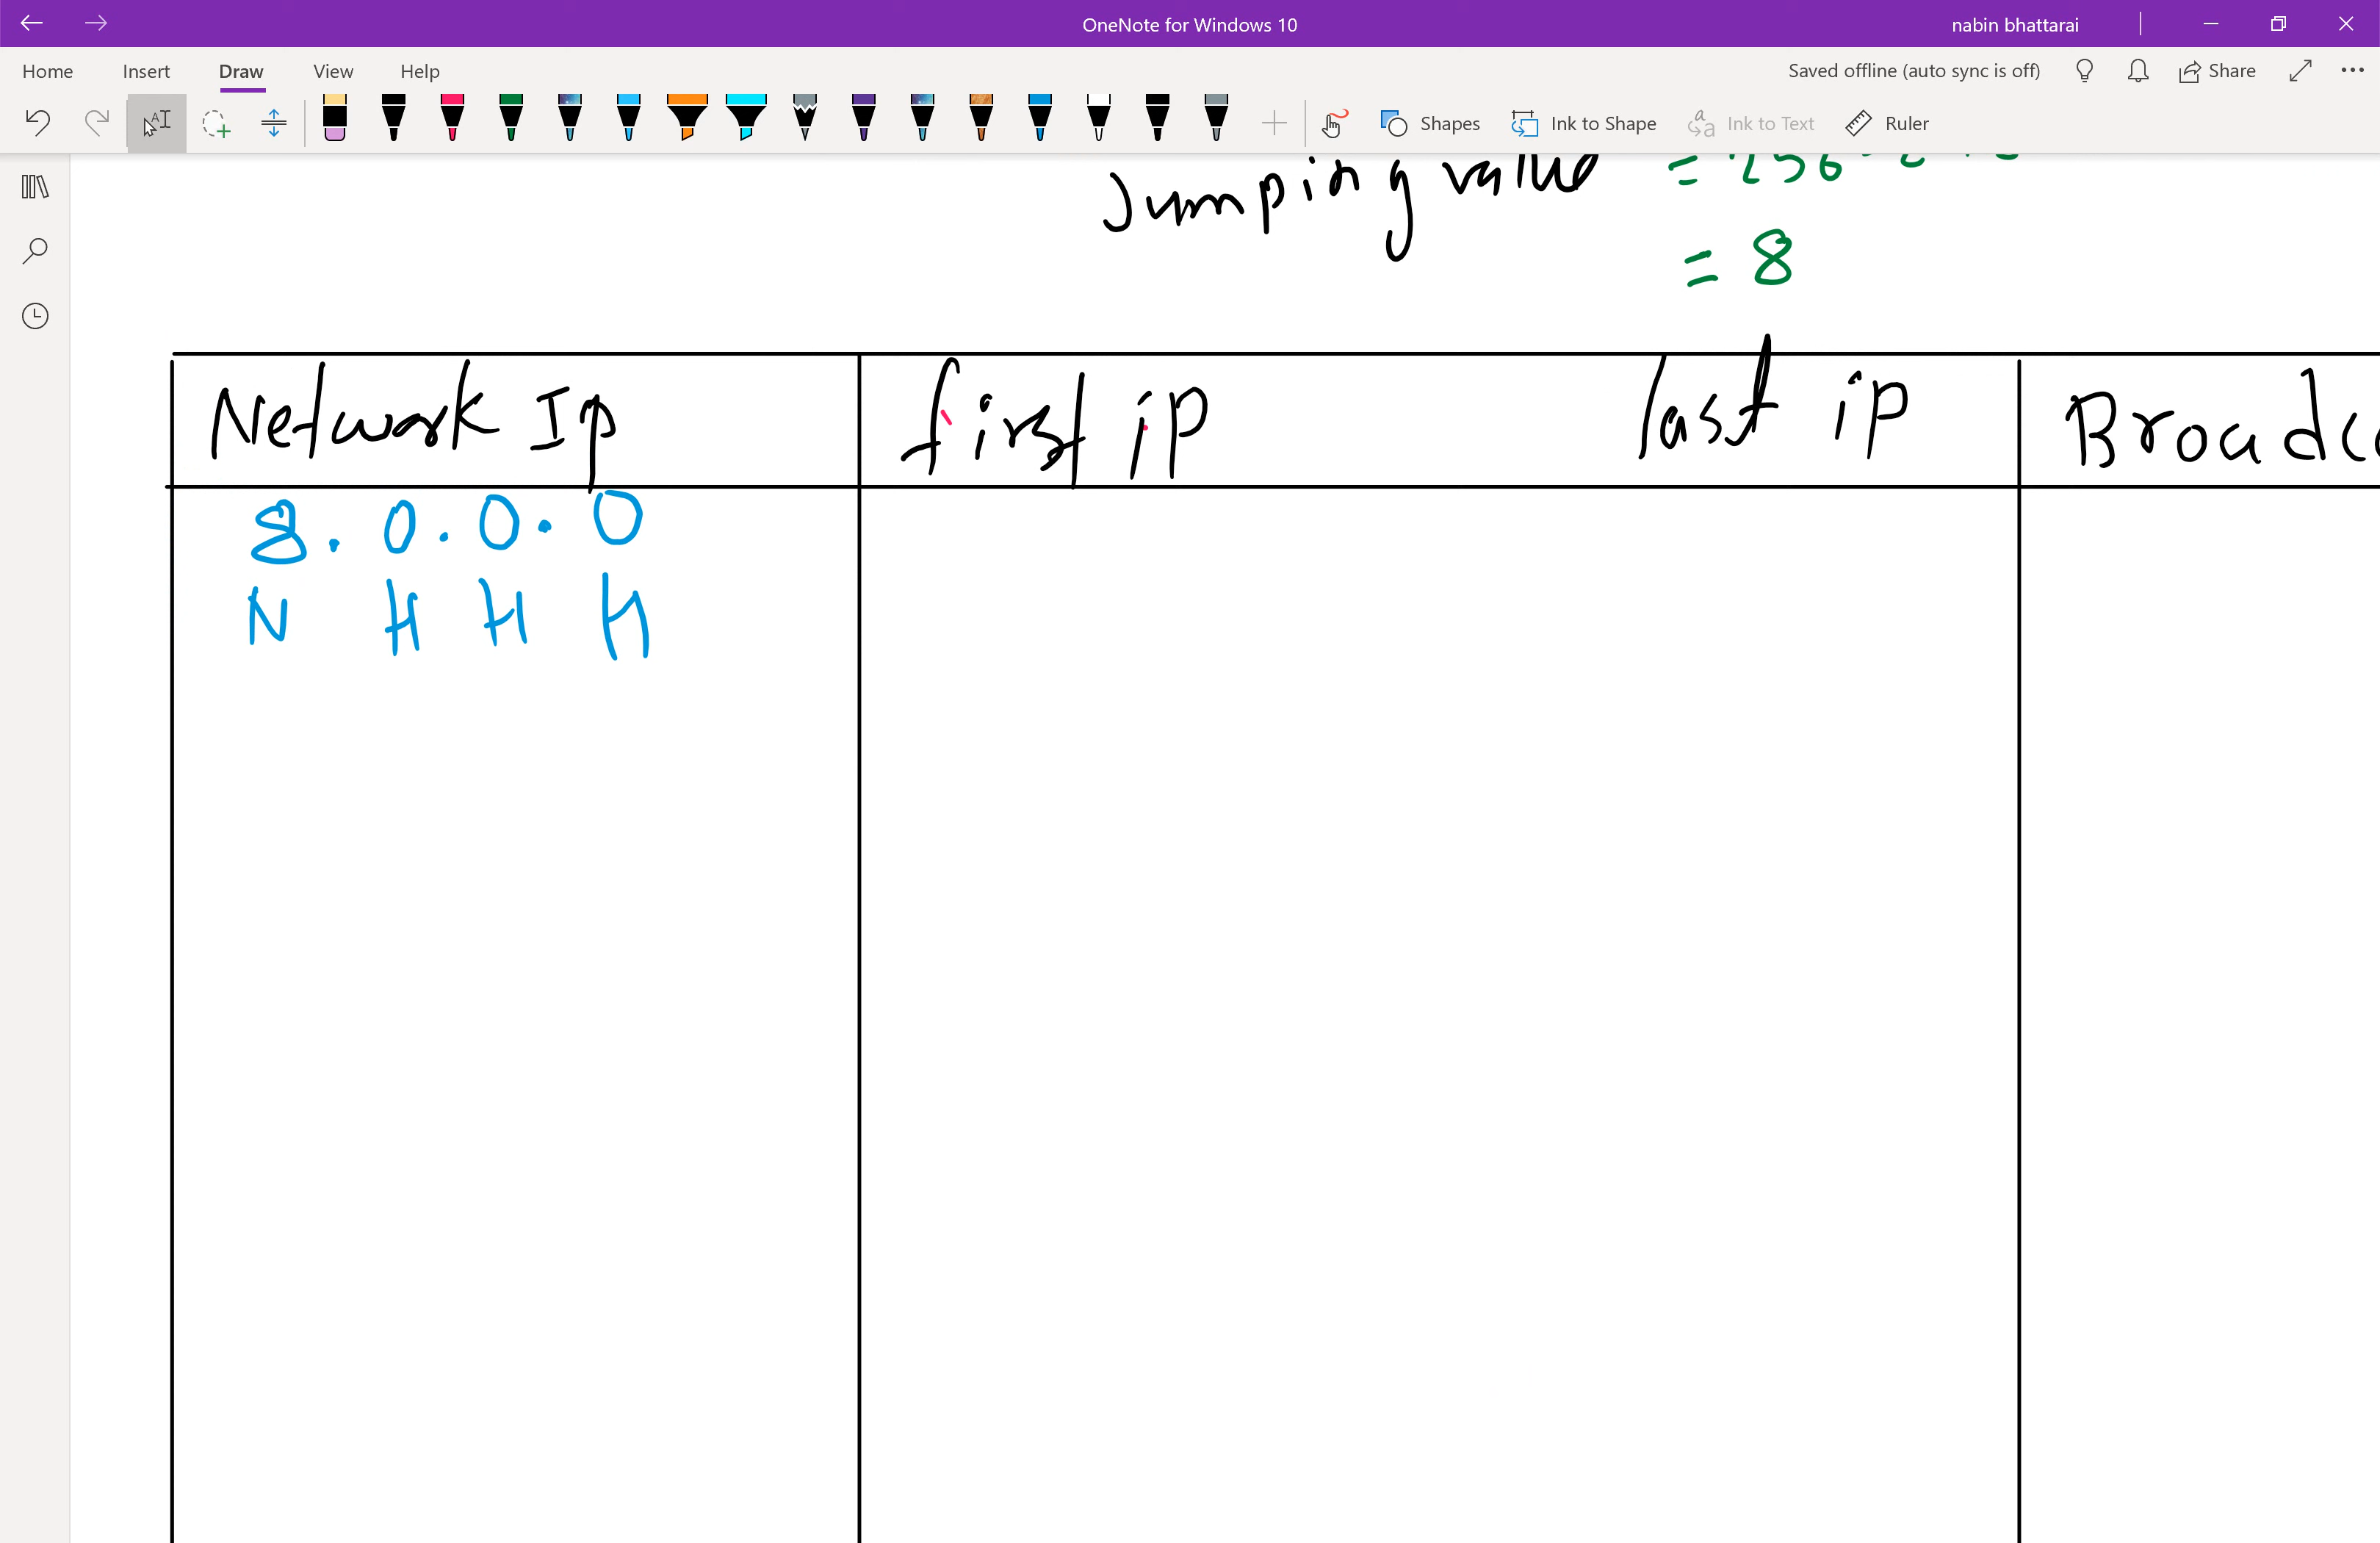 OneNote for Windows 10
nabin bhattarai
Home Insert Draw View Help
Saved offline (auto sync is off) Share
Shapes Ink to Shape Ink to Text Ruler
Jumping value
= 8
Network Ip first iP last iP
8.0.0.0
N H H H